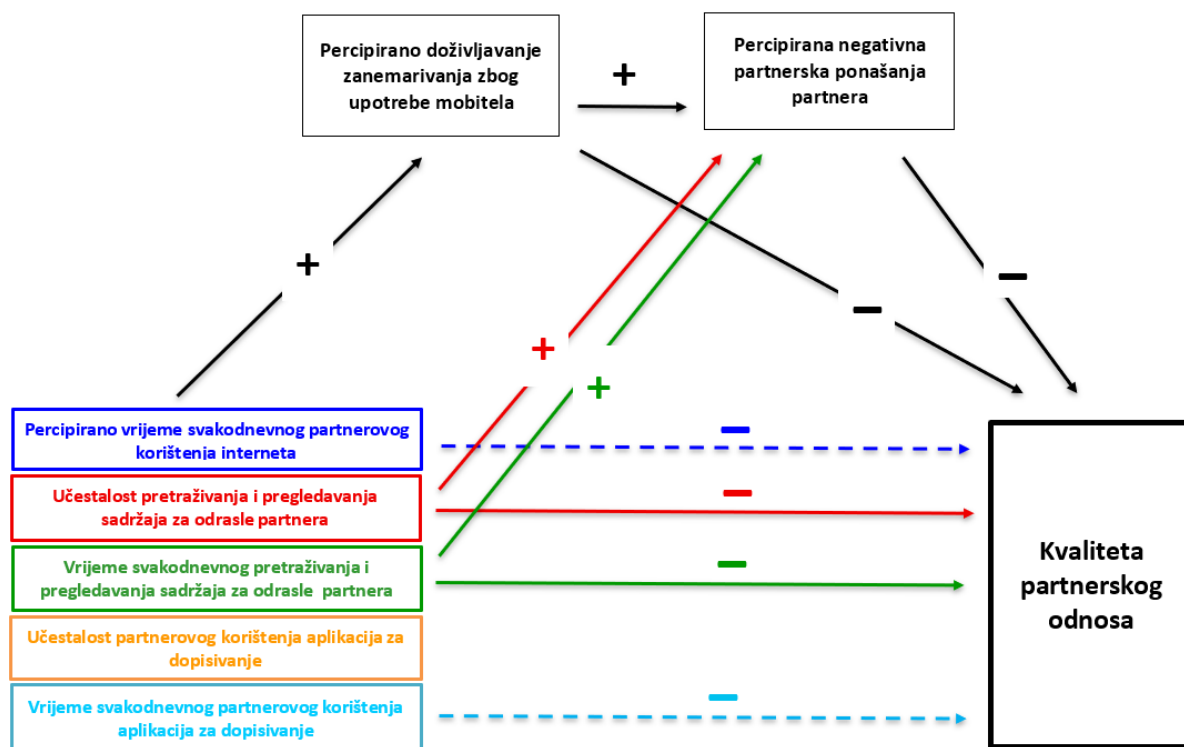 Percipirano doživljavanje
zanemarivanja zbog
upotrebe mobitela
+
Percipirana negativna
partnerska ponašanja
partnera
+
–
–
+
+
Percipirano vrijeme svakodnevnog partnerovog
korištenja interneta
–
Učestalost pretraživanja i pregledavanja
sadržaja za odrasle partnera
–
Vrijeme svakodnevnog pretraživanja i
pregledavanja sadržaja za odrasle partnera
–
Kvaliteta
partnerskog
odnosa
Učestalost partnerovog korištenja aplikacija za
dopisivanje
Vrijeme svakodnevnog partnerovog korištenja
aplikacija za dopisivanje
–